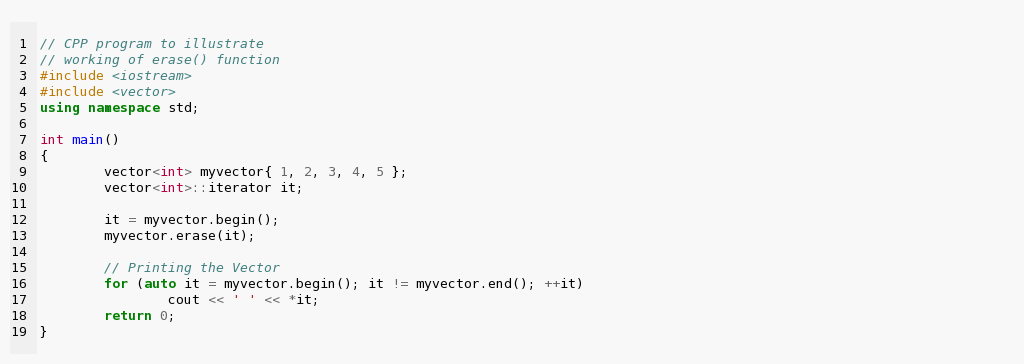 1 // CPP program to illustrate
2 // working of erase() function
3 #include <iostream>
4 #include <vector>
5 using namespace std;
6
7 int main()
8 {
9         vector<int> myvector{ 1, 2, 3, 4, 5 };
10         vector<int>::iterator it;
11
12         it = myvector.begin();
13         myvector.erase(it);
14
15         // Printing the Vector
16         for (auto it = myvector.begin(); it != myvector.end(); ++it)
17                 cout << ' ' << *it;
18         return 0;
19 }